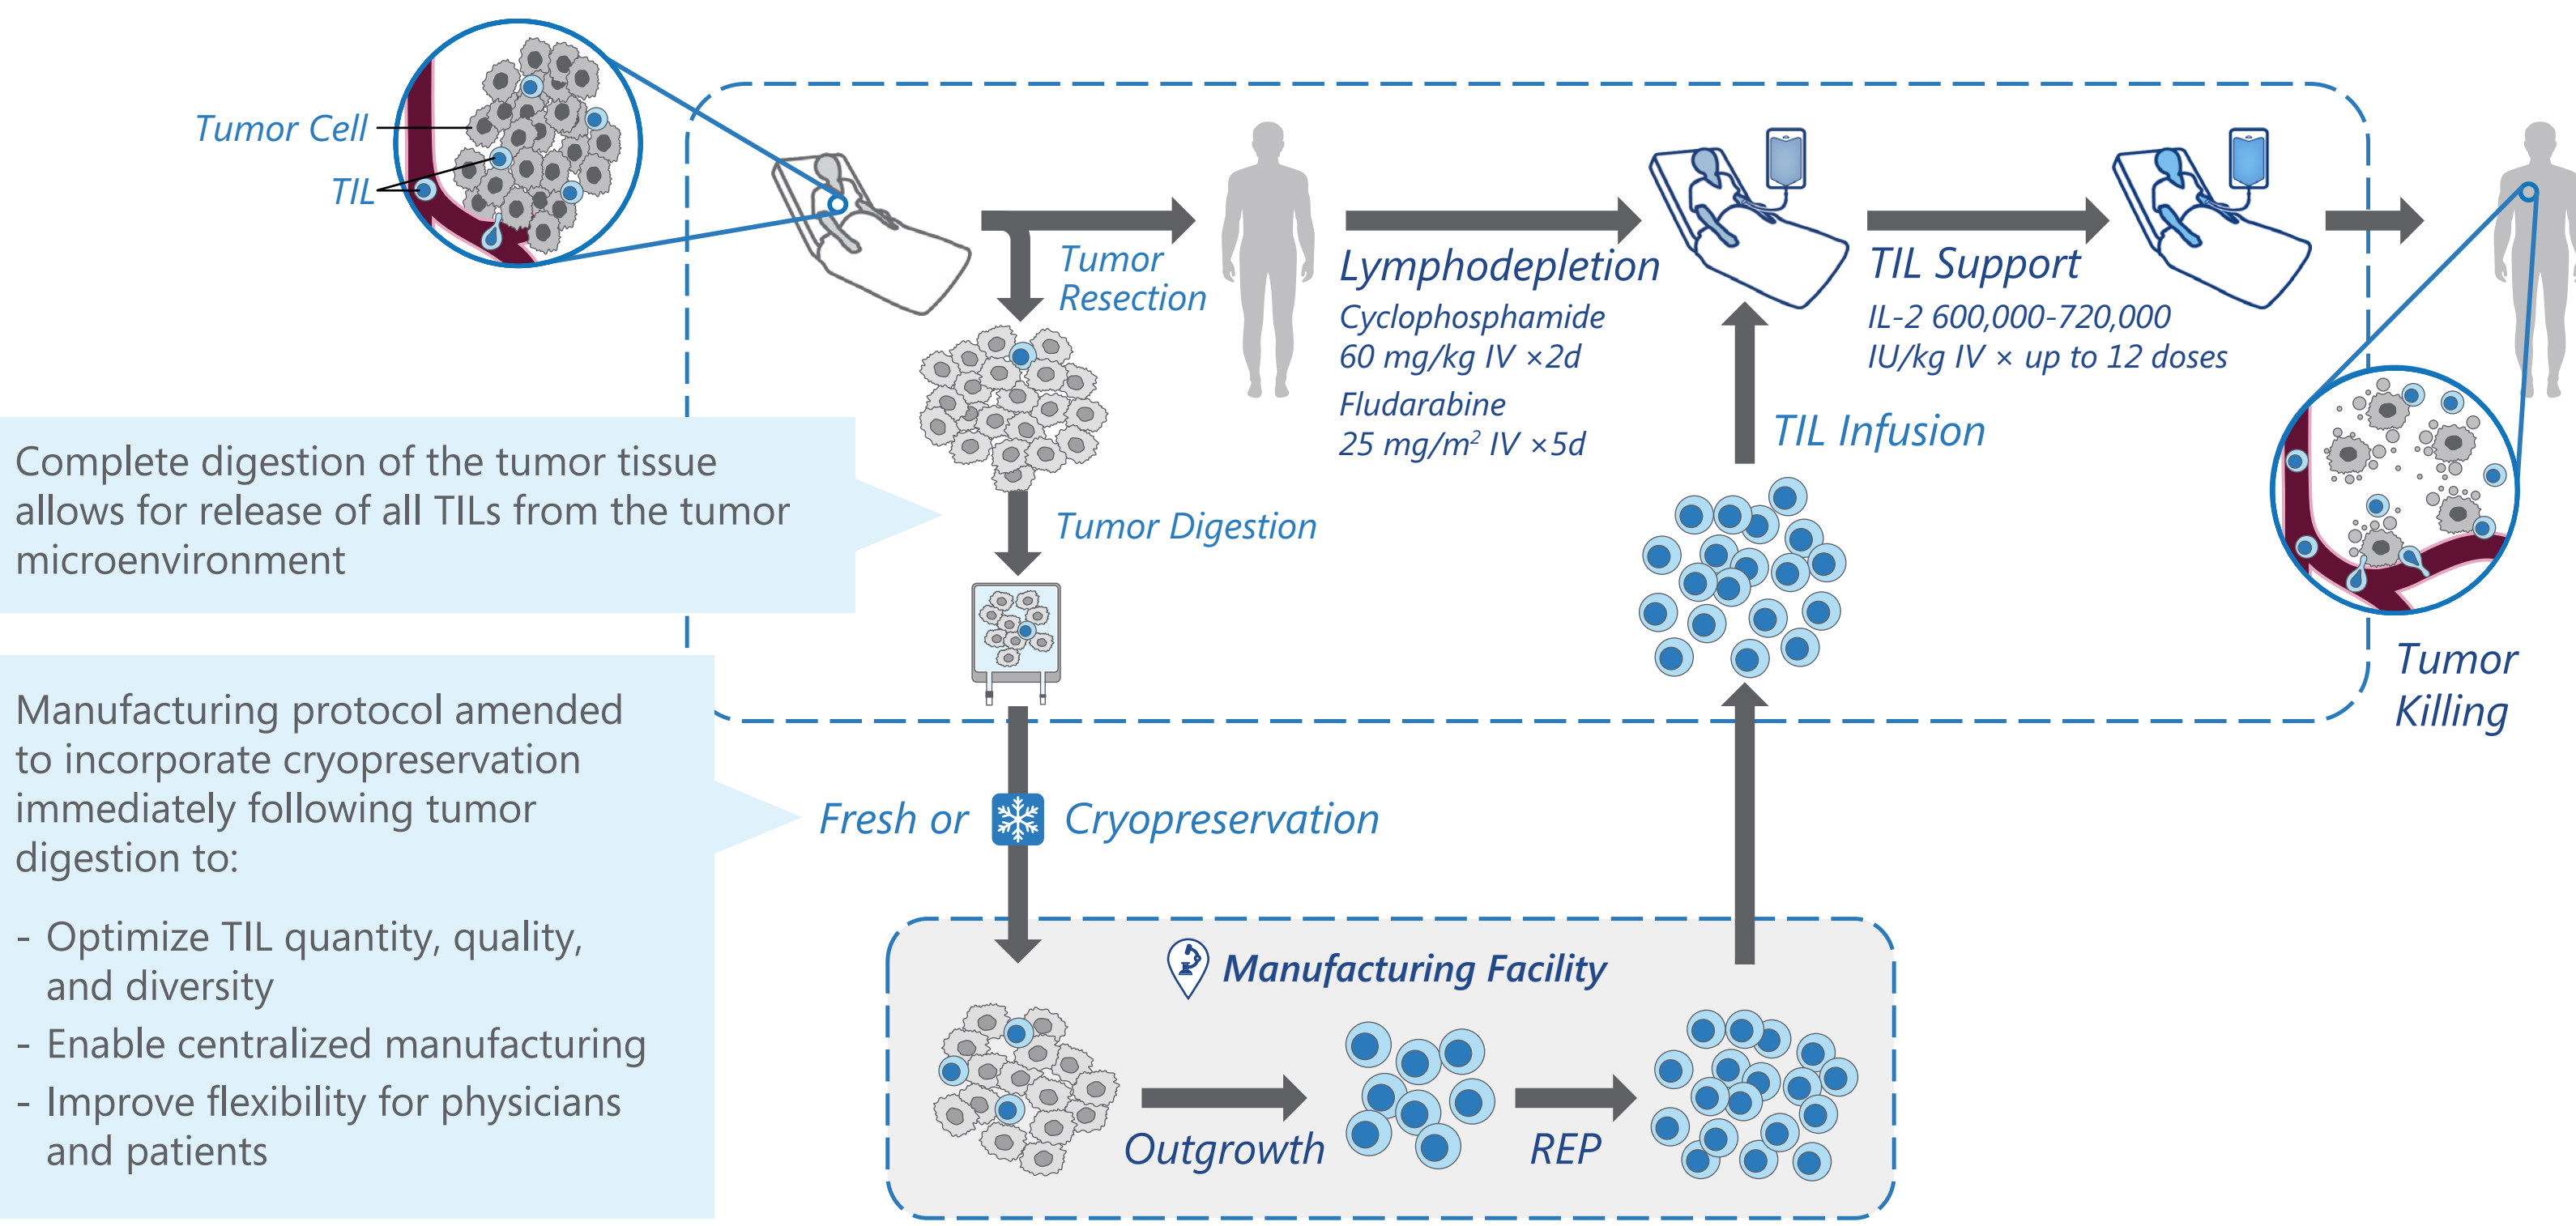 Tumor Cell
TIL
Tumor
Resection
Lymphodepletion
Cyclophosphamide
60 mg/kg IV ×2d
Fludarabine
25 mg/m² IV ×5d
TIL Support
IL-2 600,000-720,000
IU/kg IV × up to 12 doses
TIL Infusion
Complete digestion of the tumor tissue
allows for release of all TILs from the tumor
microenvironment
Tumor Digestion
Tumor
Killing
Manufacturing protocol amended
to incorporate cryopreservation
immediately following tumor
digestion to:
- Optimize TIL quantity, quality,
and diversity
- Enable centralized manufacturing
- Improve flexibility for physicians
and patients
Fresh or Cryopreservation
Manufacturing Facility
Outgrowth
REP